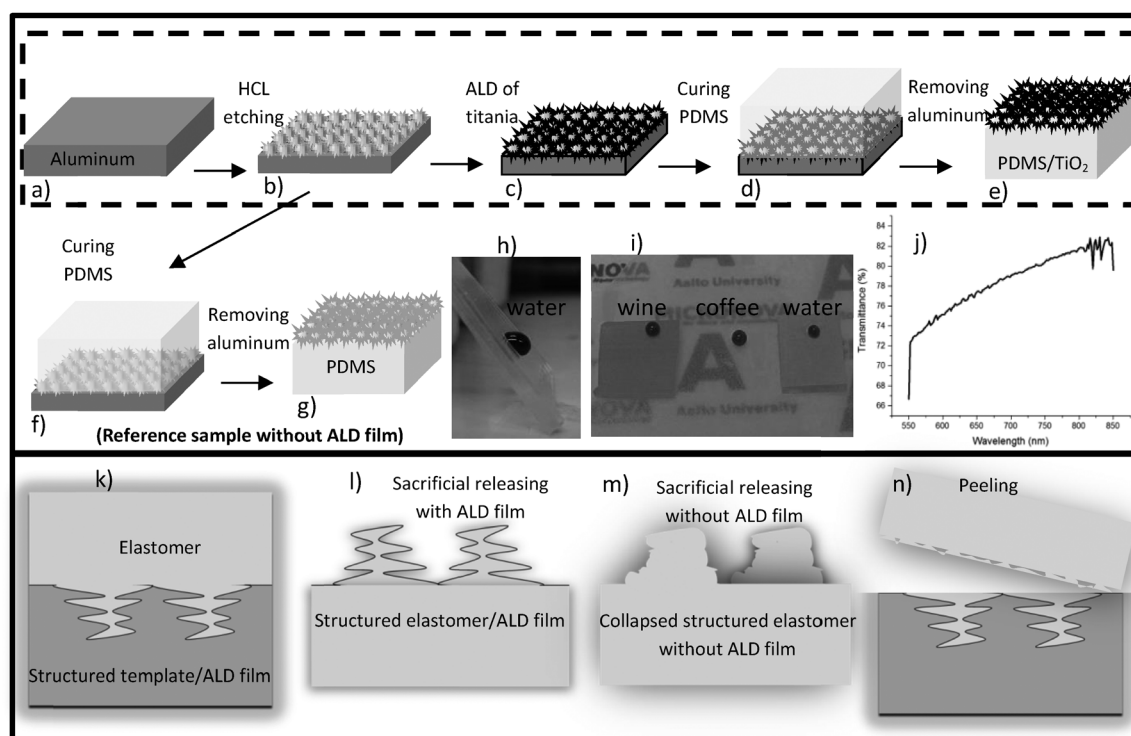 HCL
etching
ALD of
titania
Curing
PDMS
Removing
aluminum
Aluminum
PDMS/TiO₂
a)
b)
c)
d)
e)
Curing
PDMS
Removing
aluminum
PDMS
f)
g)
(Reference sample without ALD film)
h)
water
i)
wine
coffee
water
NOVA
Aalto University
A
Aalto University
j)
Transmittance (%)
84
82
80
78
76
74
72
70
68
66
550
600
650
700
750
800
850
Wavelength (nm)
k)
Elastomer
Structured template/ALD film
l)
Sacrificial releasing
with ALD film
Structured elastomer/ALD film
m)
Sacrificial releasing
without ALD film
Collapsed structured elastomer
without ALD film
n)
Peeling